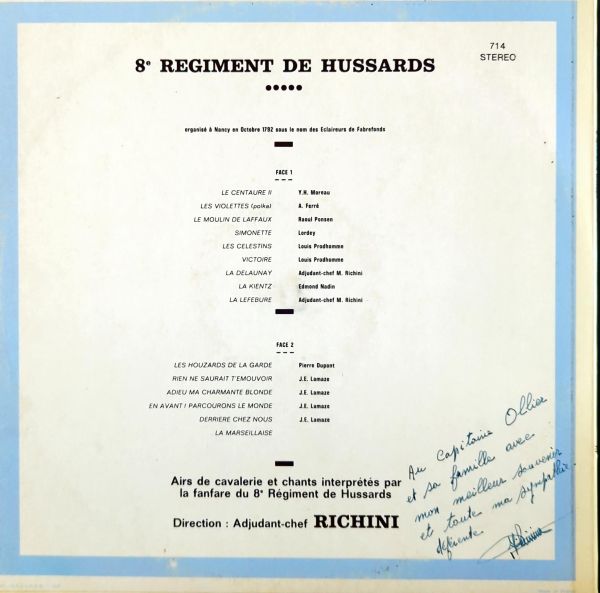 714
STEREO
8e REGIMENT DE HUSSARDS
•••••
organisé à Nancy en Octobre 1792 sous le nom des Eclaireurs de Fabrefonds
FACE 1
LE CENTAURE II Y.H. Moreau
LES VIOLETTES (polka) A. Ferré
LE MOULIN DE LAFFAUX Raoul Ponsen
SIMONETTE Lordey
LES CELESTINS Louis Prodhomme
VICTOIRE Louis Prodhomme
LA DELAUNAY Adjudant-chef M. Richini
LA KIENTZ Edmond Nadin
LA LEFEBURE Adjudant-chef M. Richini
FACE 2
LES HOUZARDS DE LA GARDE Pierre Dupont
RIEN NE SAURAIT T'EMOUVOIR J.E. Lamaze
ADIEU MA CHARMANTE BLONDE J.E. Lamaze
EN AVANT ! PARCOURONS LE MONDE J.E. Lamaze
DERRIERE CHEZ NOUS J.E. Lamaze
LA MARSEILLAISE
Airs de cavalerie et chants interprétés par
la fanfare du 8e Régiment de Hussards
Direction : Adjudant-chef RICHINI
Au Capitaine Ollier
et sa famille avec
mon meilleur souvenir
et toute ma sympathie
déférente